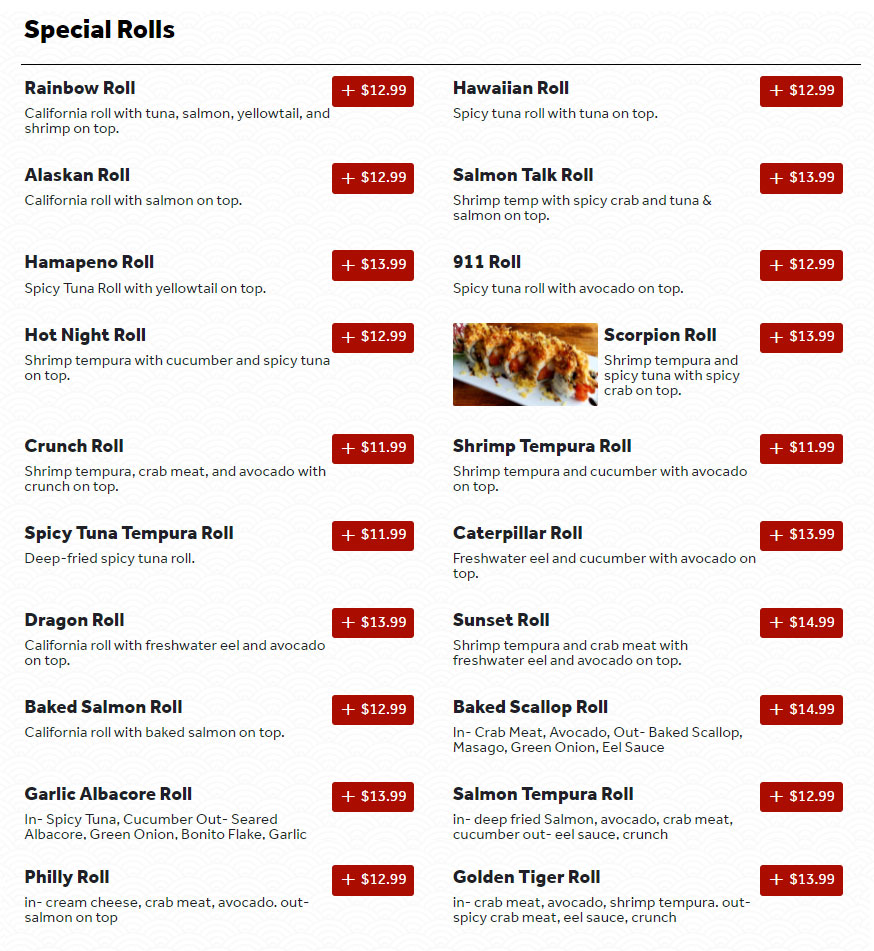 Special Rolls
Rainbow Roll
+ $12.99
California roll with tuna, salmon, yellowtail, and
shrimp on top.
Hawaiian Roll
+ $12.99
Spicy tuna roll with tuna on top.
Alaskan Roll
+ $12.99
California roll with salmon on top.
Salmon Talk Roll
+ $13.99
Shrimp temp with spicy crab and tuna &
salmon on top.
Hamapeno Roll
+ $13.99
Spicy Tuna Roll with yellowtail on top.
911 Roll
+ $12.99
Spicy tuna roll with avocado on top.
Hot Night Roll
+ $12.99
Shrimp tempura with cucumber and spicy tuna
on top.
Scorpion Roll
+ $13.99
Shrimp tempura and
spicy tuna with spicy
crab on top.
Crunch Roll
+ $11.99
Shrimp tempura, crab meat, and avocado with
crunch on top.
Shrimp Tempura Roll
+ $11.99
Shrimp tempura and cucumber with avocado
on top.
Spicy Tuna Tempura Roll
+ $11.99
Deep-fried spicy tuna roll.
Caterpillar Roll
+ $13.99
Freshwater eel and cucumber with avocado on
top.
Dragon Roll
+ $13.99
California roll with freshwater eel and avocado
on top.
Sunset Roll
+ $14.99
Shrimp tempura and crab meat with
freshwater eel and avocado on top.
Baked Salmon Roll
+ $12.99
California roll with baked salmon on top.
Baked Scallop Roll
+ $14.99
In- Crab Meat, Avocado, Out- Baked Scallop,
Masago, Green Onion, Eel Sauce
Garlic Albacore Roll
+ $13.99
In- Spicy Tuna, Cucumber Out- Seared
Albacore, Green Onion, Bonito Flake, Garlic
Salmon Tempura Roll
+ $12.99
in- deep fried Salmon, avocado, crab meat,
cucumber out- eel sauce, crunch
Philly Roll
+ $12.99
in- cream cheese, crab meat, avocado. out-
salmon on top
Golden Tiger Roll
+ $13.99
in- crab meat, avocado, shrimp tempura. out-
spicy crab meat, eel sauce, crunch